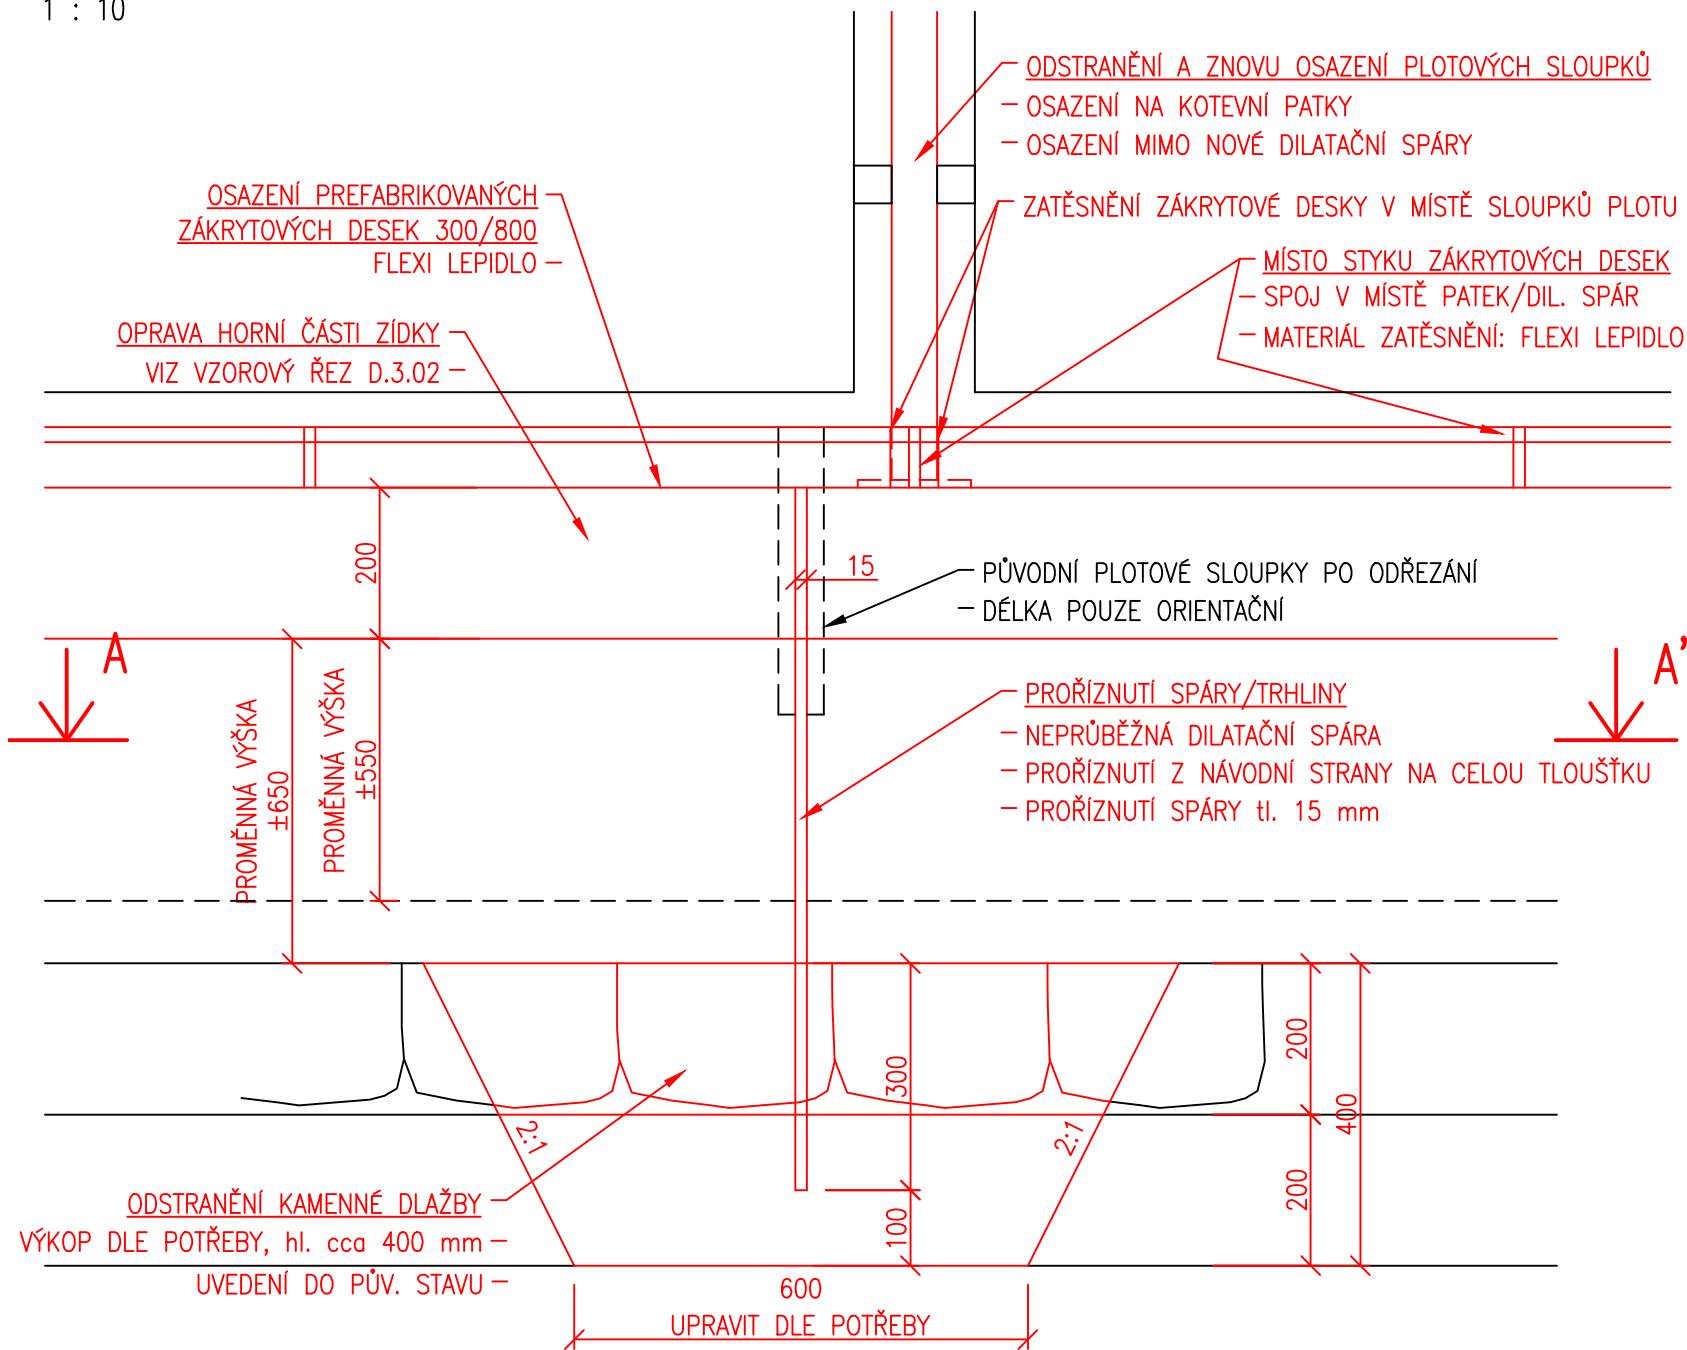 1 : 10
ODSTRANĚNÍ A ZNOVU OSAZENÍ PLOTOVÝCH SLOUPKŮ
– OSAZENÍ NA KOTEVNÍ PATKY
– OSAZENÍ MIMO NOVÉ DILATAČNÍ SPÁRY
OSAZENÍ PREFABRIKOVANÝCH
ZÁKRYTOVÝCH DESEK 300/800
FLEXI LEPIDLO –
ZATĚSNĚNÍ ZÁKRYTOVÉ DESKY V MÍSTĚ SLOUPKŮ PLOTU
MÍSTO STYKU ZÁKRYTOVÝCH DESEK
– SPOJ V MÍSTĚ PATEK/DIL. SPÁR
– MATERIÁL ZATĚSNĚNÍ: FLEXI LEPIDLO
OPRAVA HORNÍ ČÁSTI ZÍDKY
VIZ VZOROVÝ ŘEZ D.3.02 –
200
15
PŮVODNÍ PLOTOVÉ SLOUPKY PO ODŘEZÁNÍ
– DÉLKA POUZE ORIENTAČNÍ
A
A'
PROMĚNNÁ VÝŠKA
±650
PROMĚNNÁ VÝŠKA
±550
PROŘÍZNUTÍ SPÁRY/TRHLINY
– NEPRŮBĚŽNÁ DILATAČNÍ SPÁRA
– PROŘÍZNUTÍ Z NÁVODNÍ STRANY NA CELOU TLOUŠŤKU
– PROŘÍZNUTÍ SPÁRY tl. 15 mm
300
200
400
2:1
2:1
200
100
ODSTRANĚNÍ KAMENNÉ DLAŽBY
VÝKOP DLE POTŘEBY, hl. cca 400 mm –
UVEDENÍ DO PŮV. STAVU –
600
UPRAVIT DLE POTŘEBY